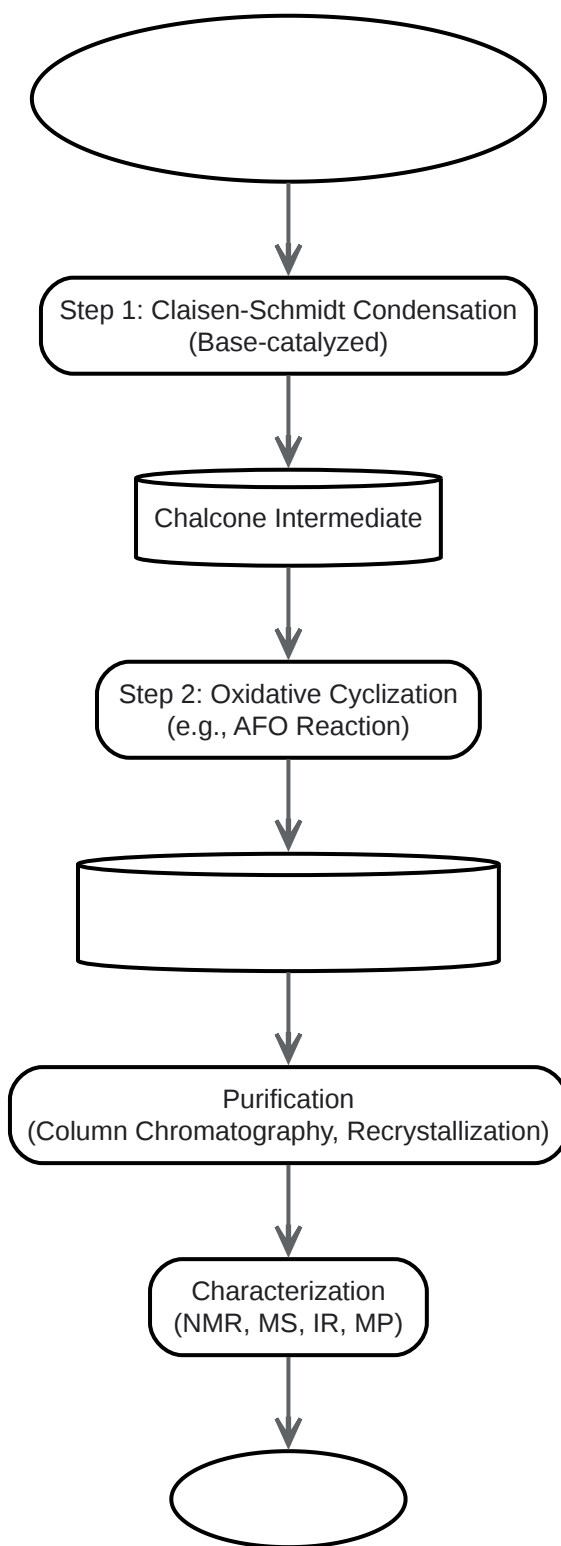 Step 1: Claisen-Schmidt Condensation
(Base-catalyzed)
Chalcone Intermediate
Step 2: Oxidative Cyclization
(e.g., AFO Reaction)
Purification
(Column Chromatography, Recrystallization)
Characterization
(NMR, MS, IR, MP)